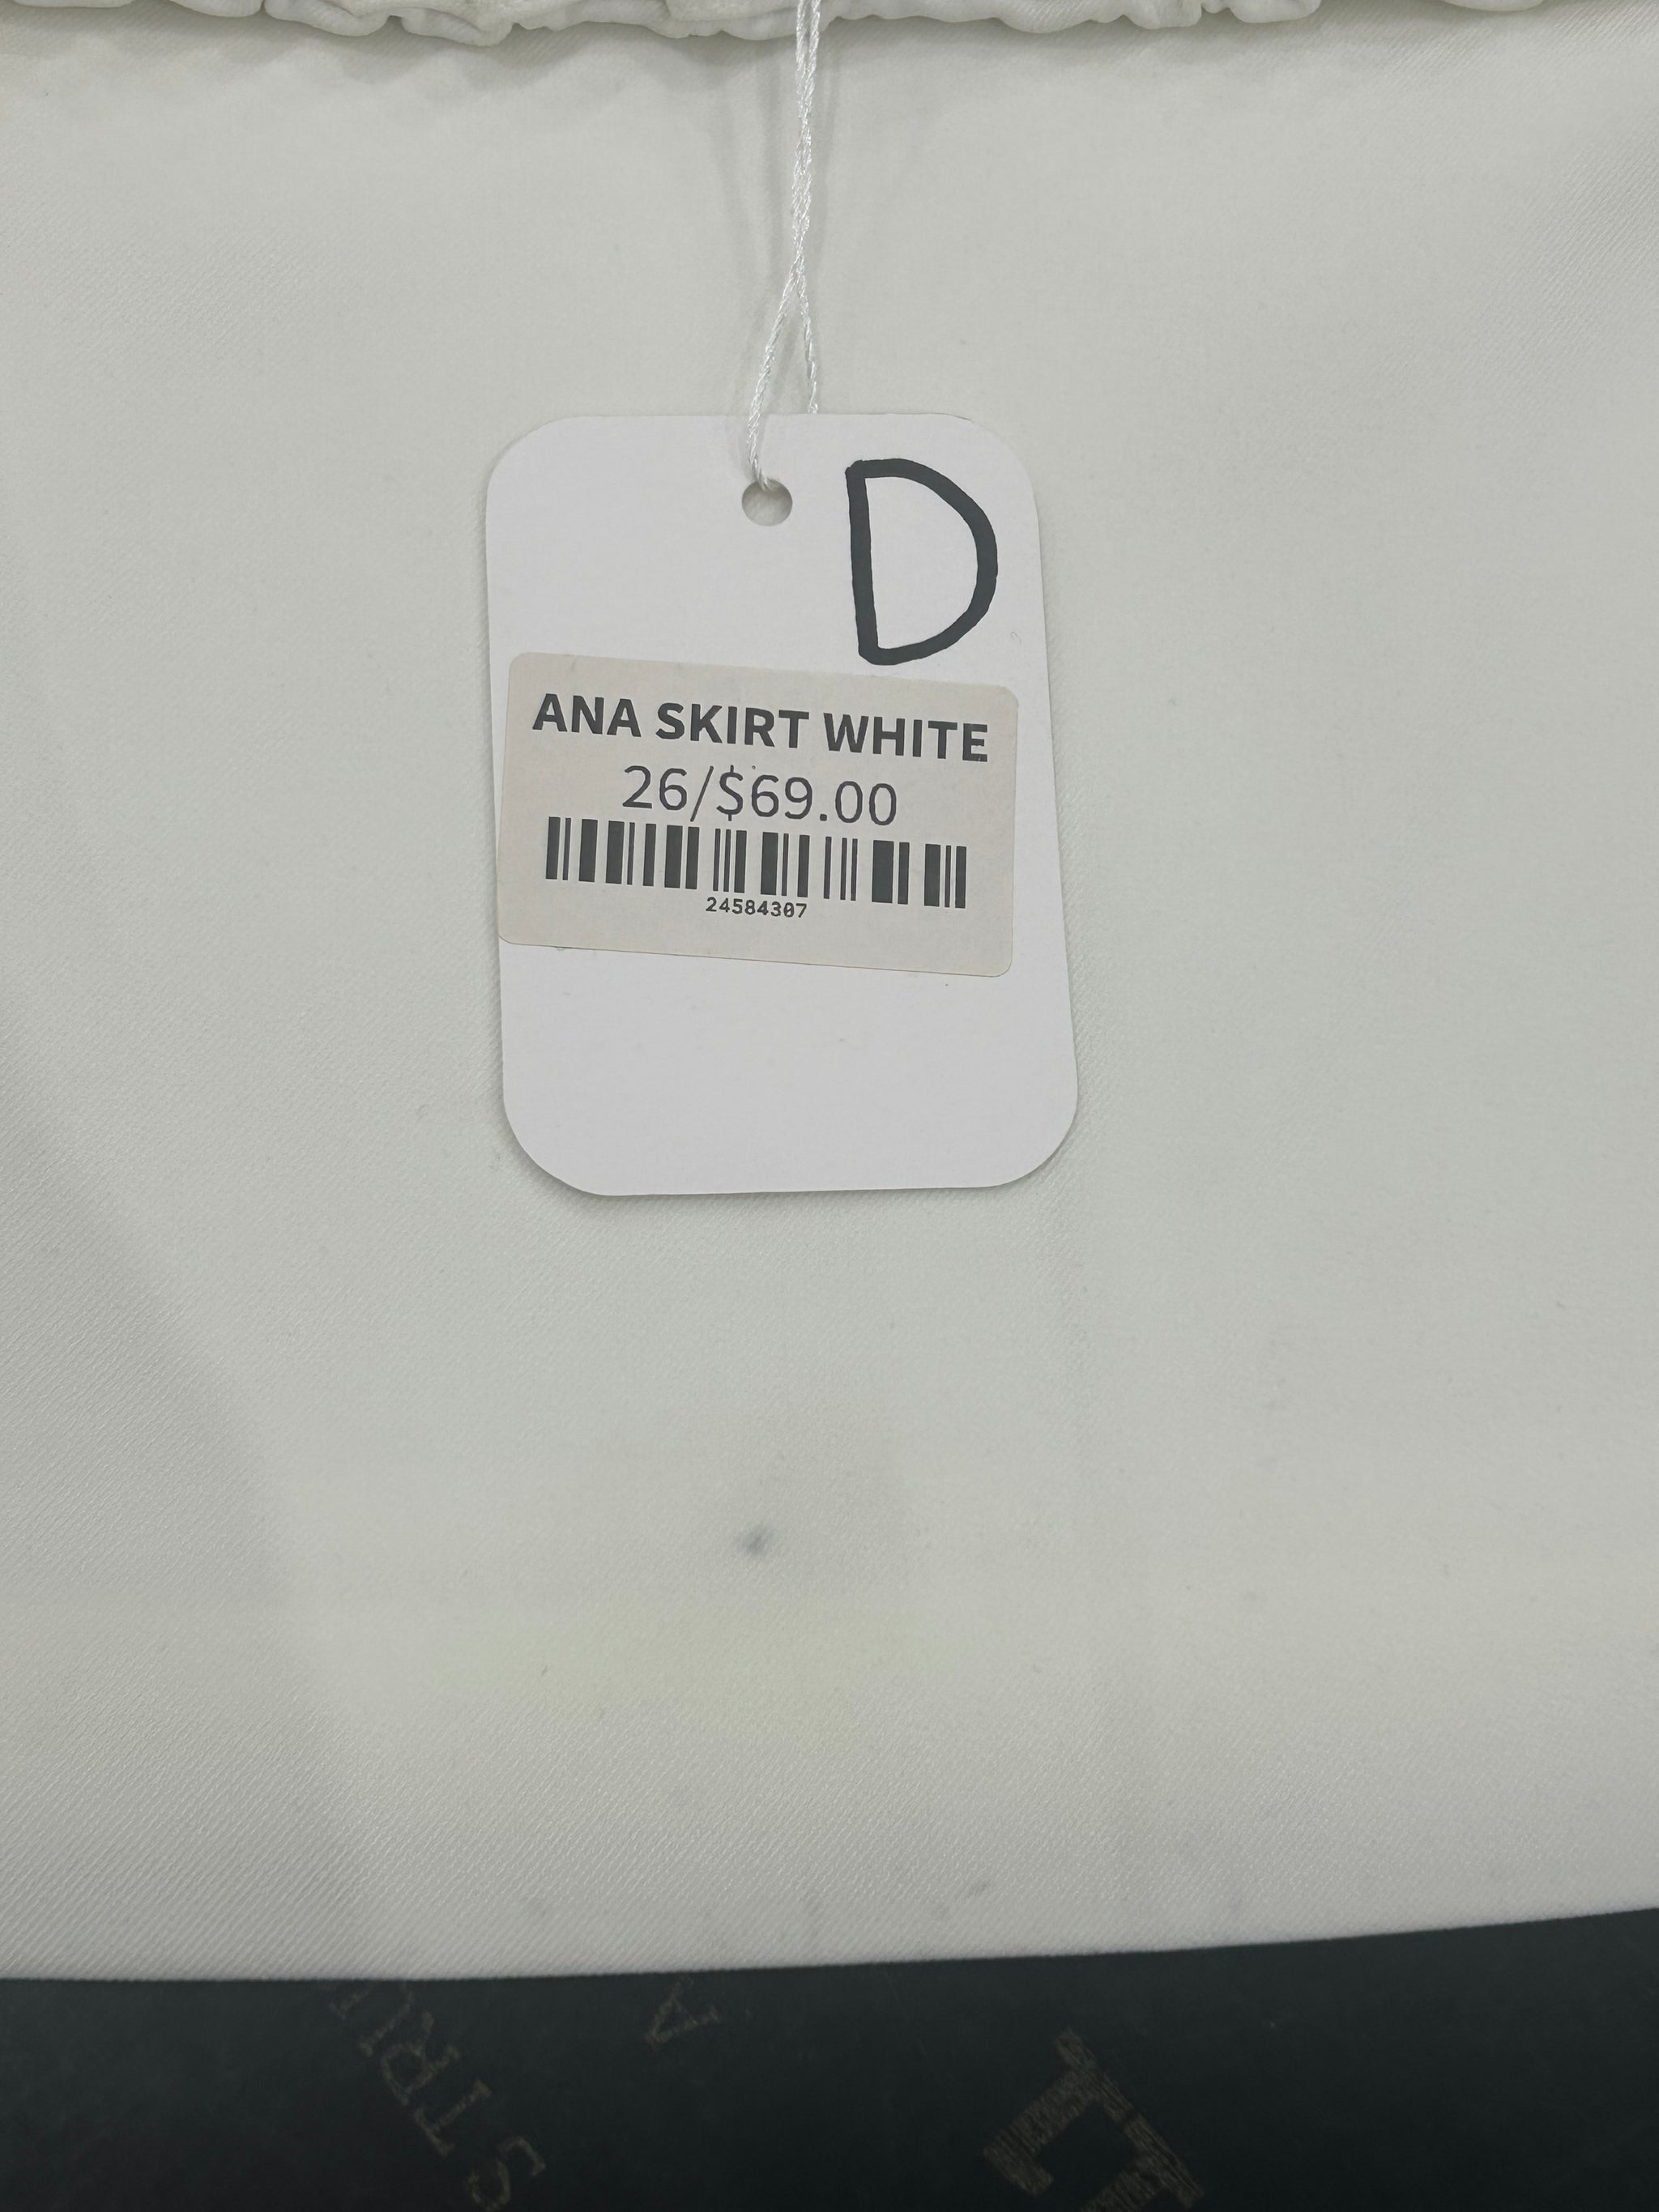 D
ANA SKIRT WHITE
26/$69.00
24584307
A